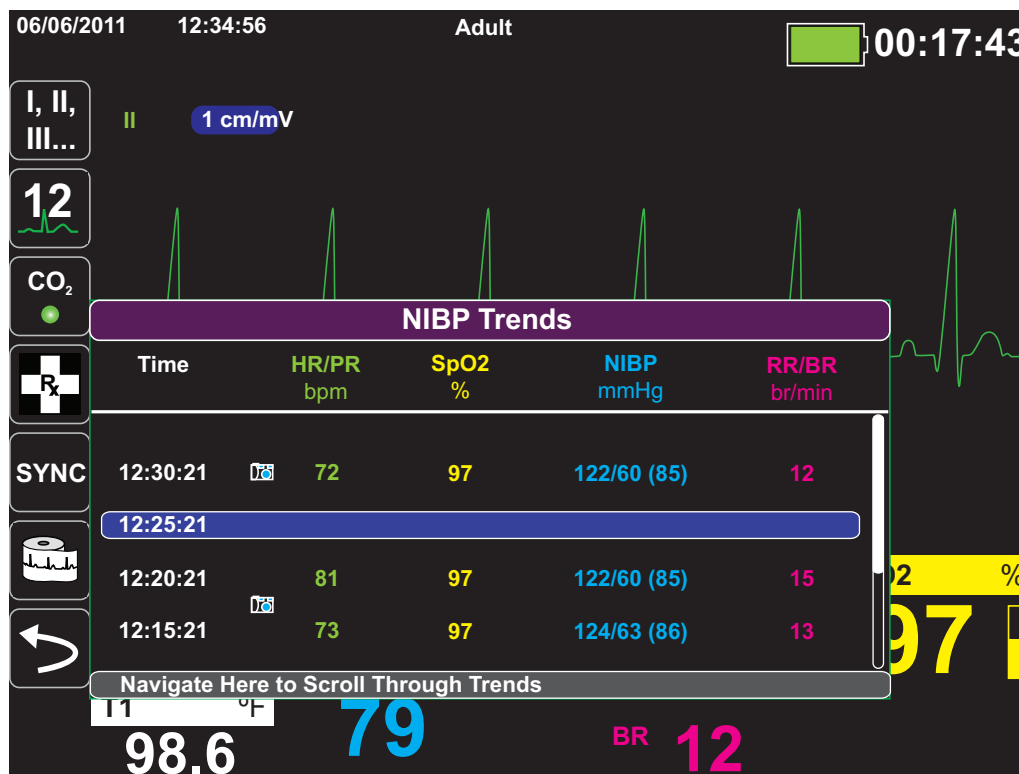 06/06/2011 12:34:56 Adult 00:17:43
I, II,
III...
II 1 cm/mV
12
CO2
NIBP Trends
Time HR/PR SpO2 NIBP RR/BR
bpm % mmHg br/min
Rx
SYNC
12:30:21 72 97 122/60 (85) 12
12:25:21
12:20:21 81 97 122/60 (85) 15
12:15:21 73 97 124/63 (86) 13
Navigate Here to Scroll Through Trends
2 %
97
T1 °F
98.6
79
BR 12